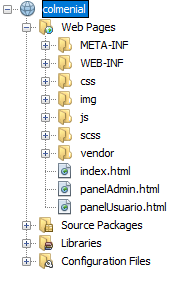 colmenial
Web Pages
META-INF
WEB-INF
css
img
js
scss
vendor
index.html
panelAdmin.html
panelUsuario.html
Source Packages
Libraries
Configuration Files